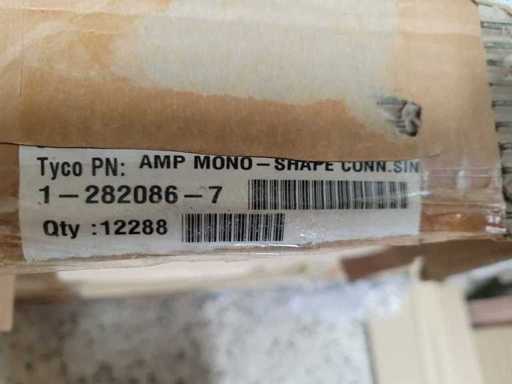 Tyco PN: AMP MONO-SHAPE CONN.SIN
1-282086-7
Qty :12288